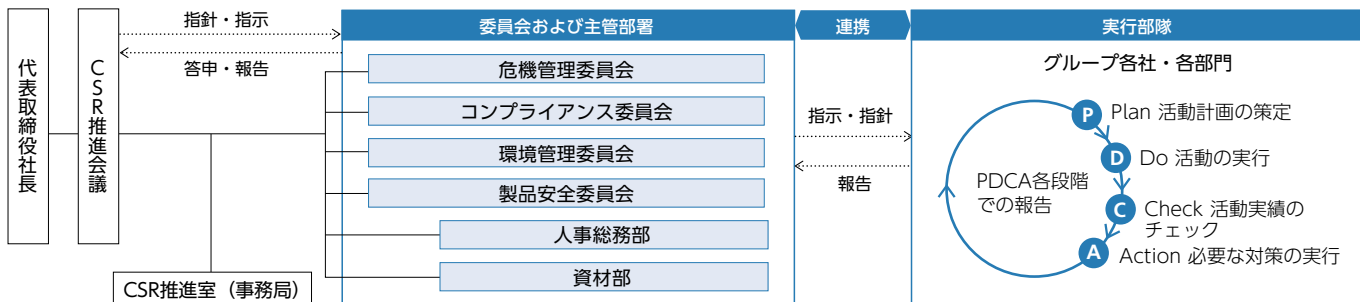 代表取締役社長
CSR推進会議
指針・指示
答申・報告
CSR推進室（事務局）
委員会および主管部署
危機管理委員会
コンプライアンス委員会
環境管理委員会
製品安全委員会
人事総務部
資材部
連携
指示・指針
報告
実行部隊
グループ各社・各部門
P
Plan 活動計画の策定
D
Do 活動の実行
C
Check 活動実績の
チェック
A
Action 必要な対策の実行
PDCA各段階
での報告